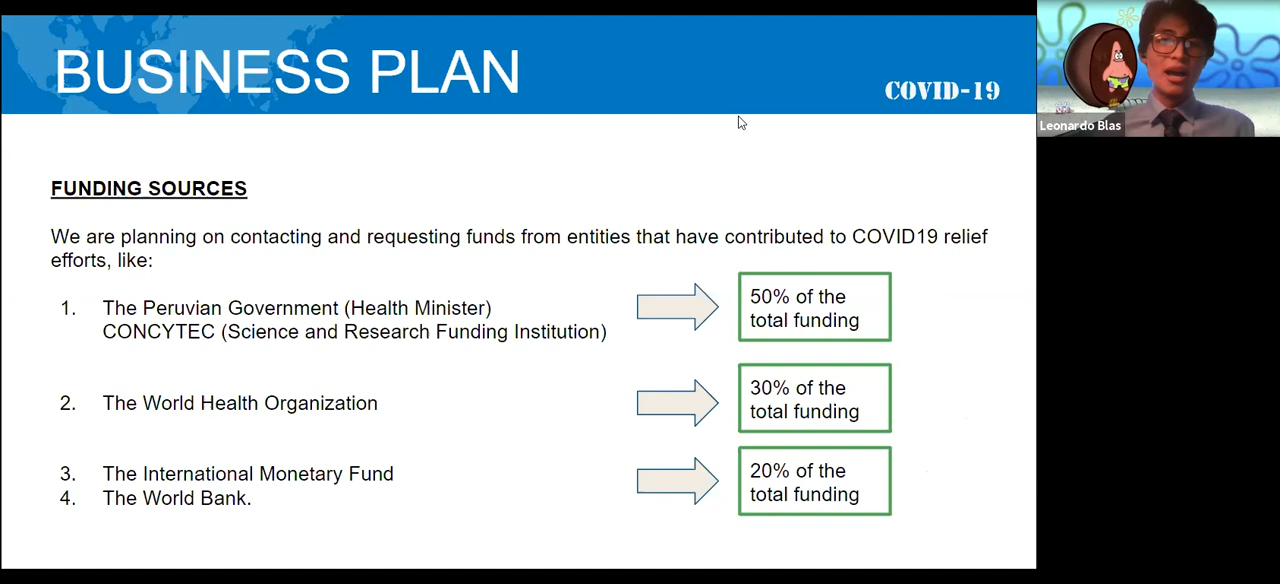 BUSINESS PLAN
COVID-19
Leonardo Blas
FUNDING SOURCES
We are planning on contacting and requesting funds from entities that have contributed to COVID19 relief
efforts, like:
1. The Peruvian Government (Health Minister)
CONCYTEC (Science and Research Funding Institution)
50% of the
total funding
2. The World Health Organization
30% of the
total funding
3. The International Monetary Fund
4. The World Bank.
20% of the
total funding